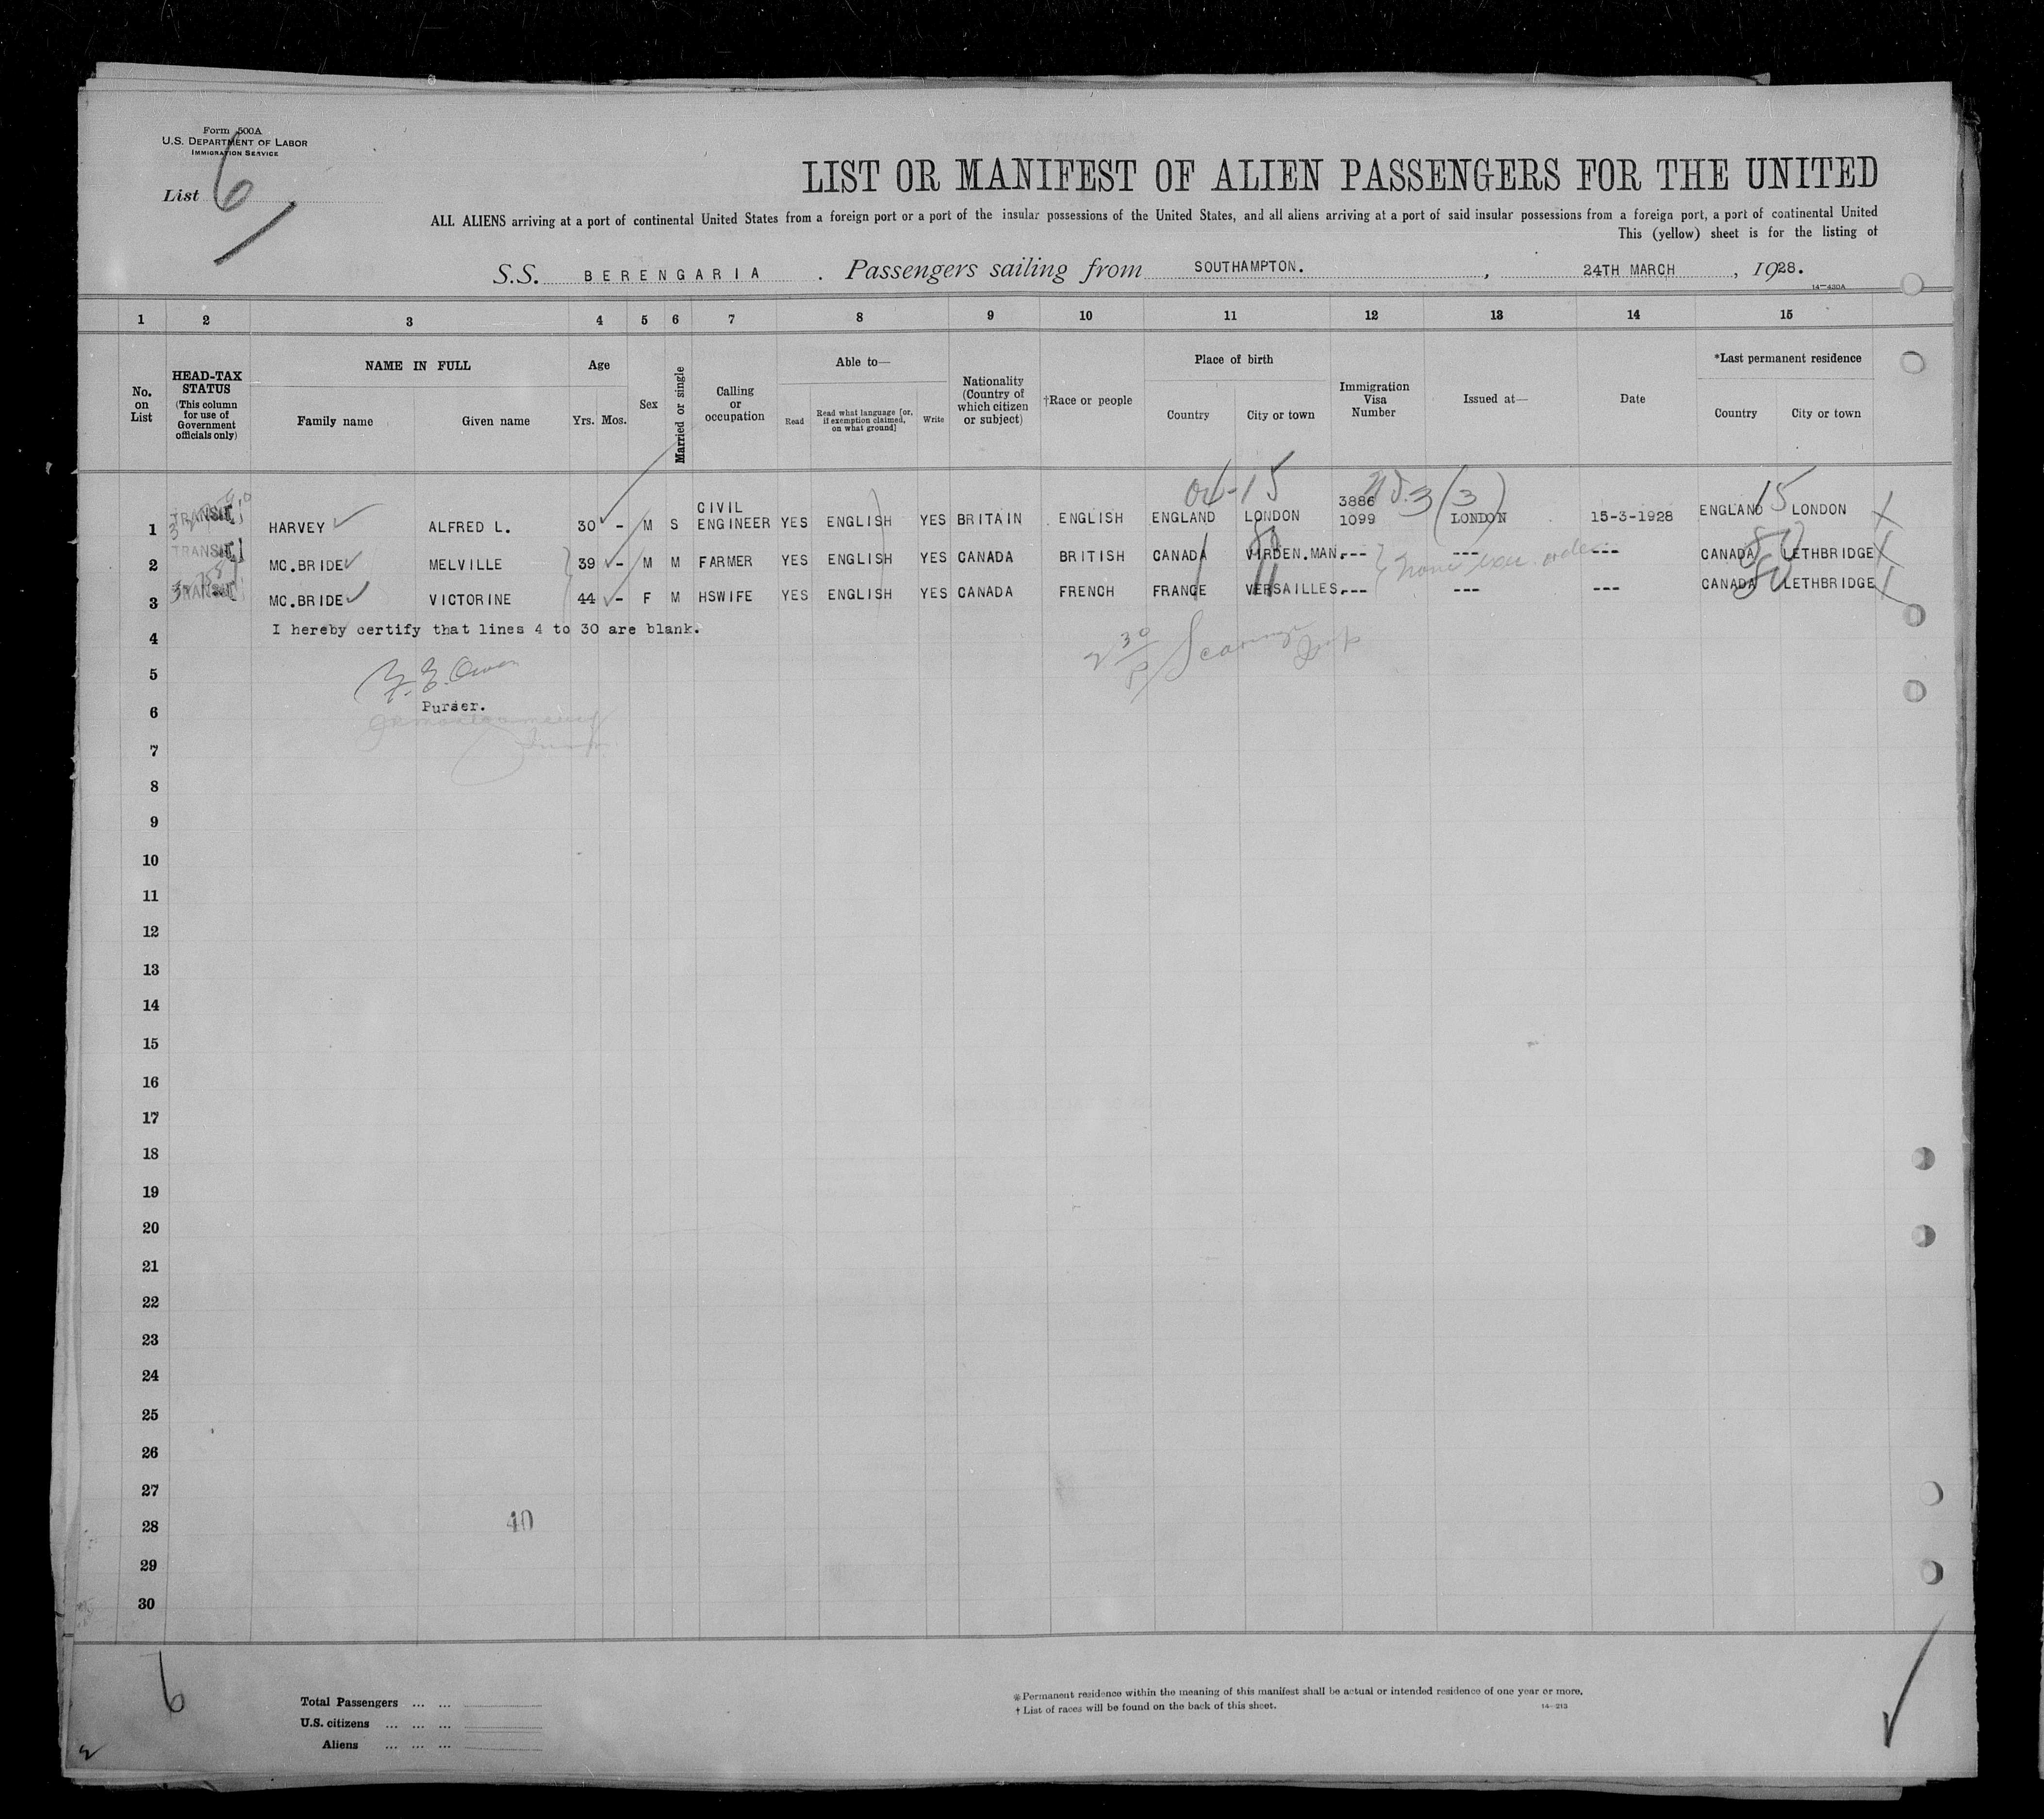 Form 500A
U.S. DEPARTMENT OF LABOR
IMMIGRATION SERVICE
List 6
LIST OR MANIFEST OF ALIEN PASSENGERS FOR THE UNITED
ALL ALIENS arriving at a port of continental United States from a foreign port or a port of the insular possessions of the United States, and all aliens arriving at a port of said insular possessions from a foreign port, a port of continental United
This (yellow) sheet is for the listing of
S.S. BERENGARIA. Passengers sailing from SOUTHAMPTON., 24TH MARCH, 1928.
14—430A
1 2 3 4 5 6 7 8 9 10 11 12 13 14 15
No. on List
HEAD-TAX STATUS (This column for use of Government officials only)
NAME IN FULL
Family name Given name
Age
Yrs. Mos.
Sex
Married or single
Calling or occupation
Able to—
Read
Read what language [or, if exemption claimed, on what ground]
Write
Nationality (Country of which citizen or subject)
†Race or people
Place of birth
Country City or town
Immigration Visa Number
Issued at—
Date
*Last permanent residence
Country City or town
1 TRANSIT HARVEY ALFRED L. 30 - M S CIVIL ENGINEER YES ENGLISH YES BRITAIN ENGLISH ENGLAND LONDON 3886 1099 LONDON 15-3-1928 ENGLAND 15 LONDON
2 TRANSIT MC.BRIDE MELVILLE 39 - M M FARMER YES ENGLISH YES CANADA BRITISH CANADA VIRDEN.MAN. --- --- --- CANADA LETHBRIDGE
3 TRANSIT MC.BRIDE VICTORINE 44 - F M HSWIFE YES ENGLISH YES CANADA FRENCH FRANCE VERSAILLES. --- --- --- CANADA LETHBRIDGE
I hereby certify that lines 4 to 30 are blank.
4
5
Purser.
6
7
8
9
10
11
12
13
14
15
16
17
18
19
20
21
22
23
24
25
26
27
40
28
29
30
6
Total Passengers ... ...
U.S. citizens ... ... ...
Aliens ... ... ...
*Permanent residence within the meaning of this manifest shall be actual or intended residence of one year or more.
† List of races will be found on the back of this sheet.
14—213
2